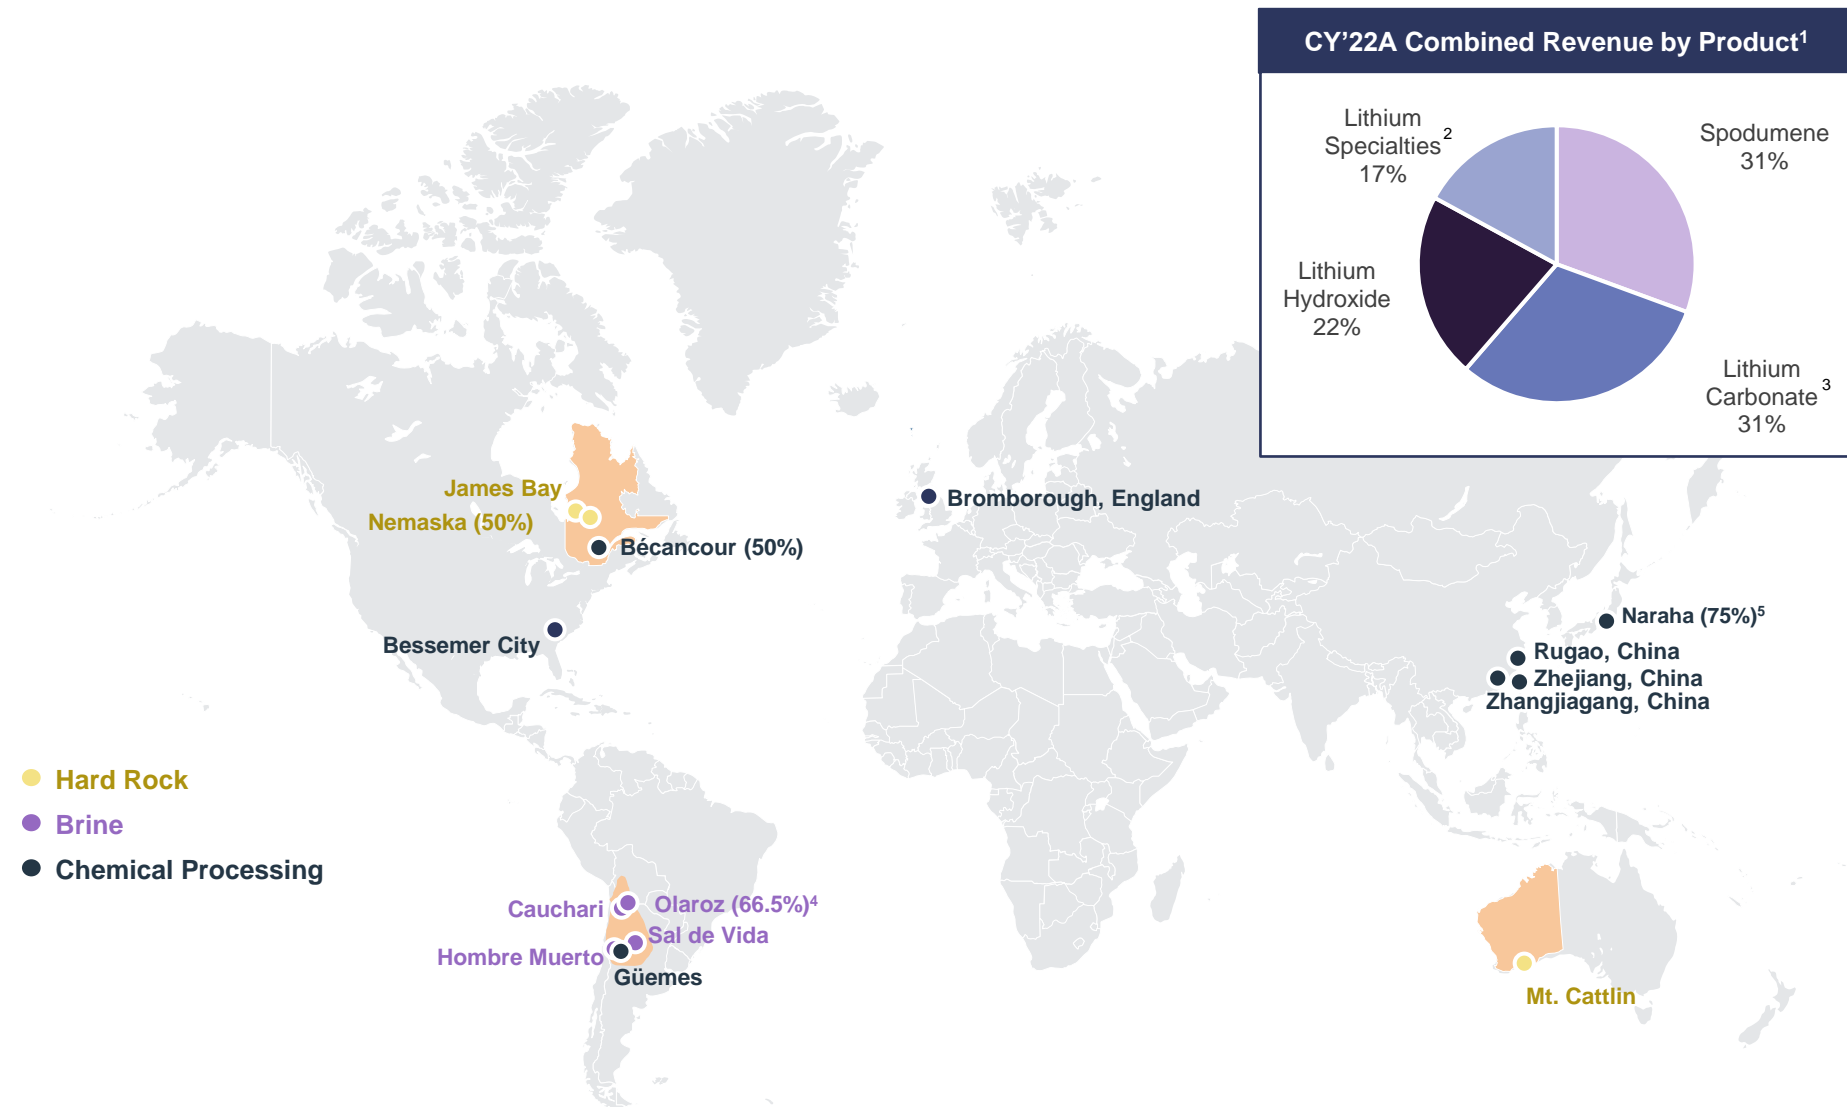 CY'22A Combined Revenue by Product1
Lithium
Specialties2
17%
Spodumene
31%
Lithium
Hydroxide
22%
Lithium
Carbonate3
31%
James Bay
Nemaska (50%)
Bécancour (50%)
Bessemer City
Bromborough, England
Naraha (75%)5
Rugao, China
Zhejiang, China
Zhangjiagang, China
Hard Rock
Brine
Chemical Processing
Cauchari
Olaroz (66.5%)4
Sal de Vida
Hombre Muerto
Güemes
Mt. Cattlin